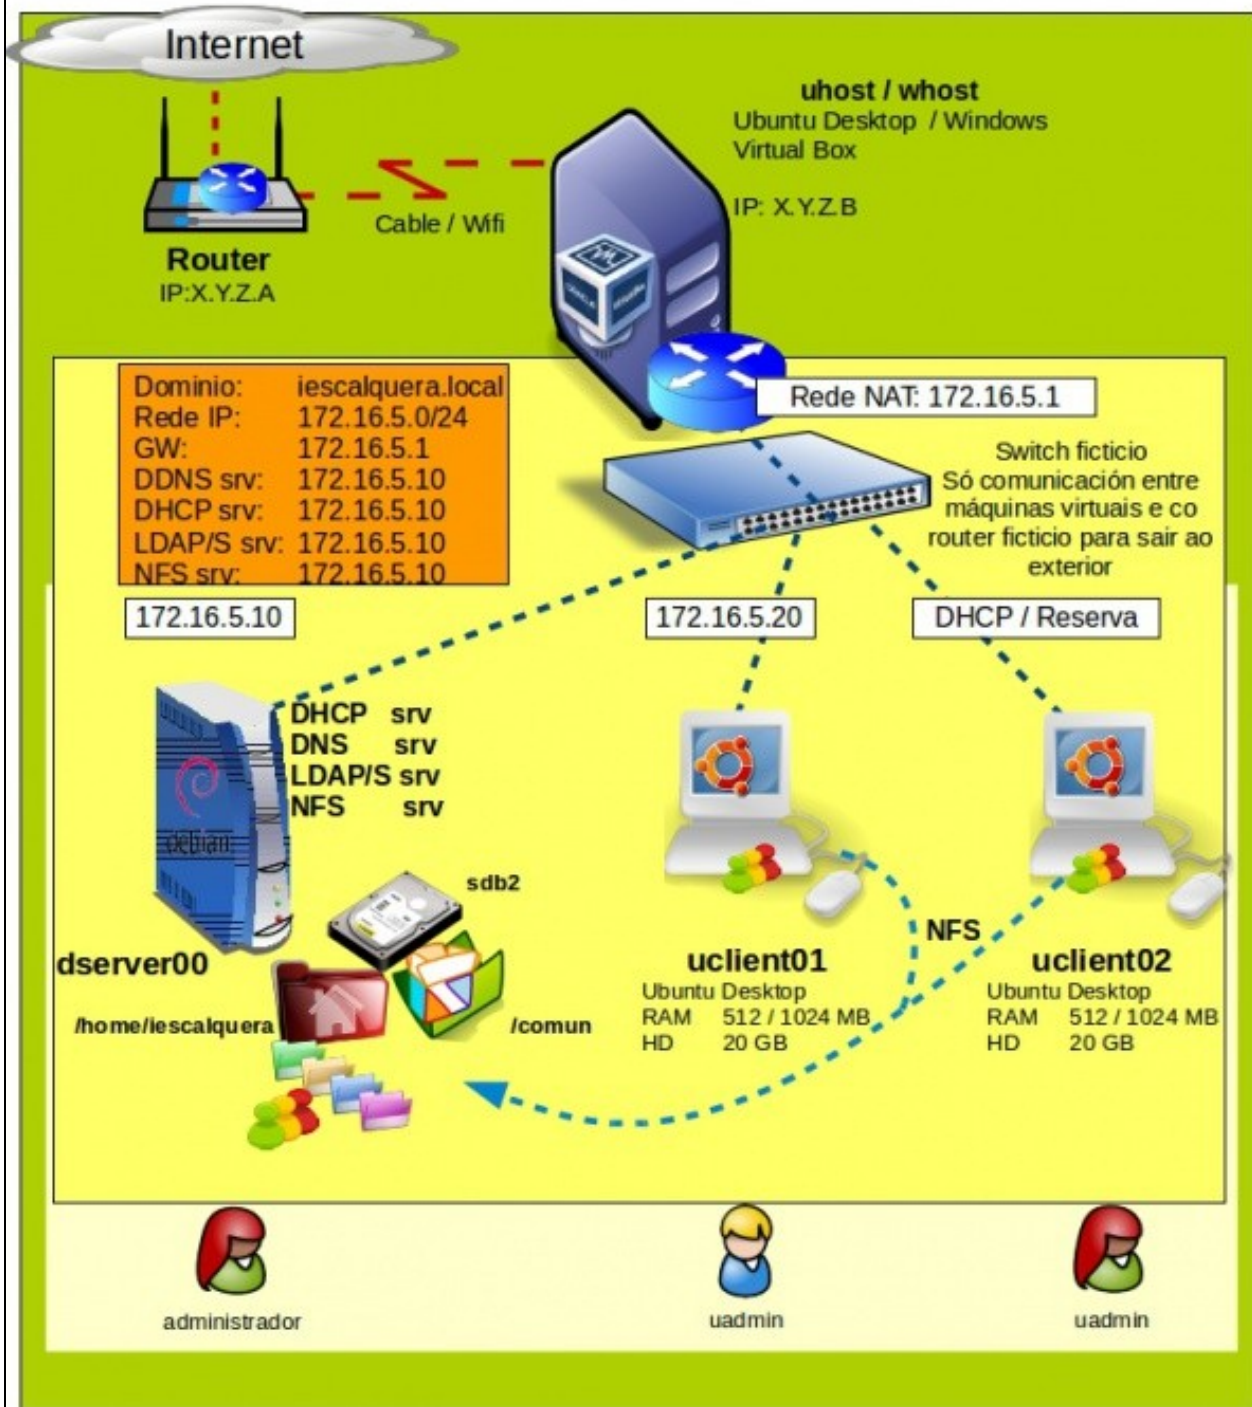 Internet
uhost / whost
Ubuntu Desktop / Windows
Virtual Box
IP: X.Y.Z.B
Cable / Wifi
Router
IP:X.Y.Z.A
Dominio: iescalquera.local
Rede IP: 172.16.5.0/24
GW: 172.16.5.1
DDNS srv: 172.16.5.10
DHCP srv: 172.16.5.10
LDAP/S srv: 172.16.5.10
NFS srv: 172.16.5.10
Rede NAT: 172.16.5.1
Switch ficticio
Só comunicación entre
máquinas virtuais e co
router ficticio para sair ao
exterior
172.16.5.10
172.16.5.20
DHCP / Reserva
DHCP srv
DNS srv
LDAP/S srv
NFS srv
debian
sdb2
dserver00
/home/iescalquera
/comun
NFS
uclient01
Ubuntu Desktop
RAM 512 / 1024 MB
HD 20 GB
uclient02
Ubuntu Desktop
RAM 512 / 1024 MB
HD 20 GB
administrador
uadmin
uadmin